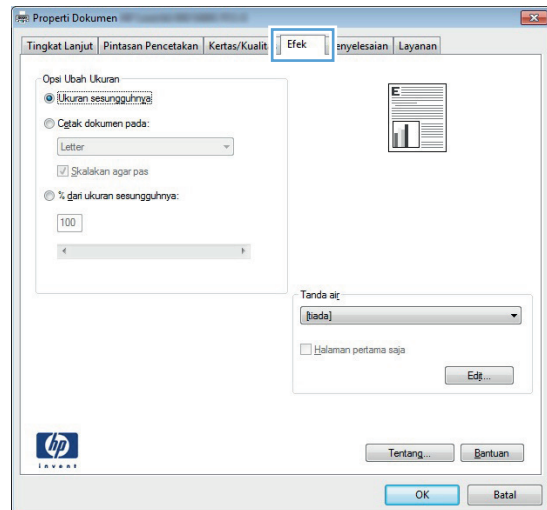 Properti Dokumen
Tingkat Lanjut Pintasan Pencetakan Kertas/Kualit Efek enyelesaian Layanan
Opsi Ubah Ukuran
Ukuran sesungguhnya
Cetak dokumen pada:
Letter
Skalakan agar pas
% dari ukuran sesungguhnya:
100
E
Tanda air
[tiada]
Halaman pertama saja
Edit...
hp
invent
Tentang... Bantuan
OK Batal